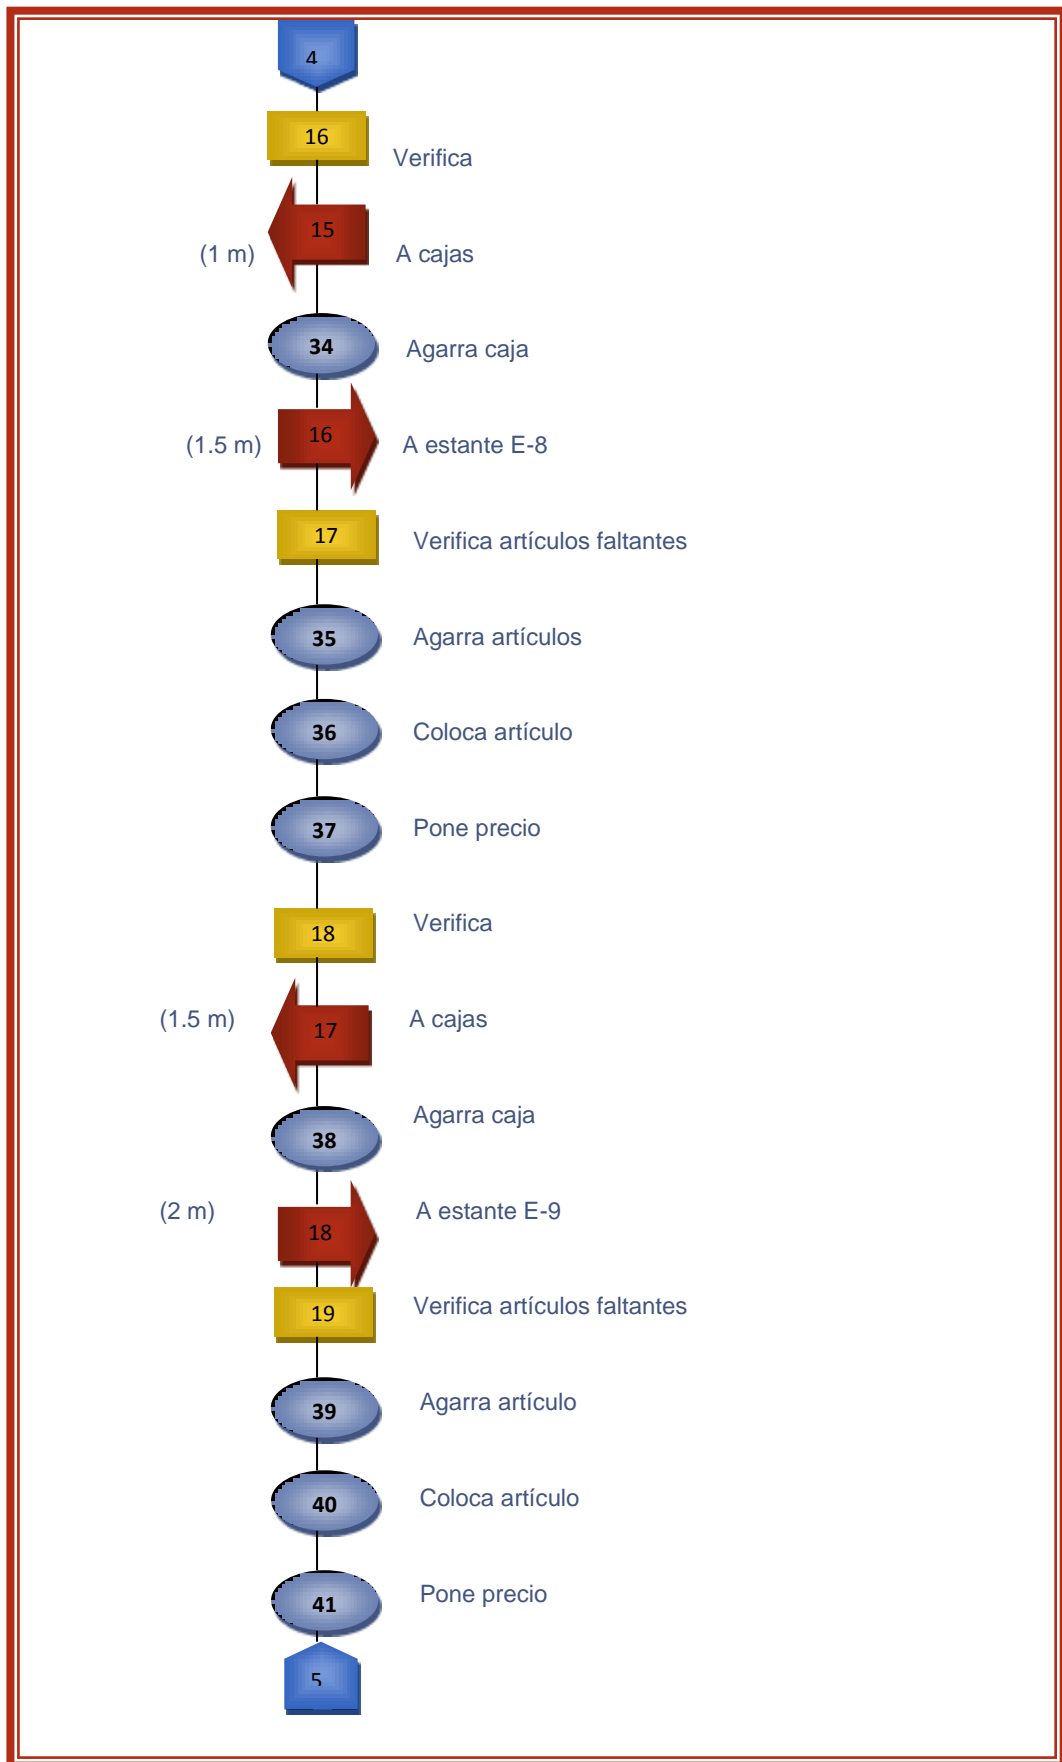 4
16
Verifica
(1 m)
15
A cajas
34
Agarra caja
(1.5 m)
16
A estante E-8
17
Verifica artículos faltantes
35
Agarra artículos
36
Coloca artículo
37
Pone precio
18
Verifica
(1.5 m)
17
A cajas
38
Agarra caja
(2 m)
18
A estante E-9
19
Verifica artículos faltantes
39
Agarra artículo
40
Coloca artículo
41
Pone precio
5